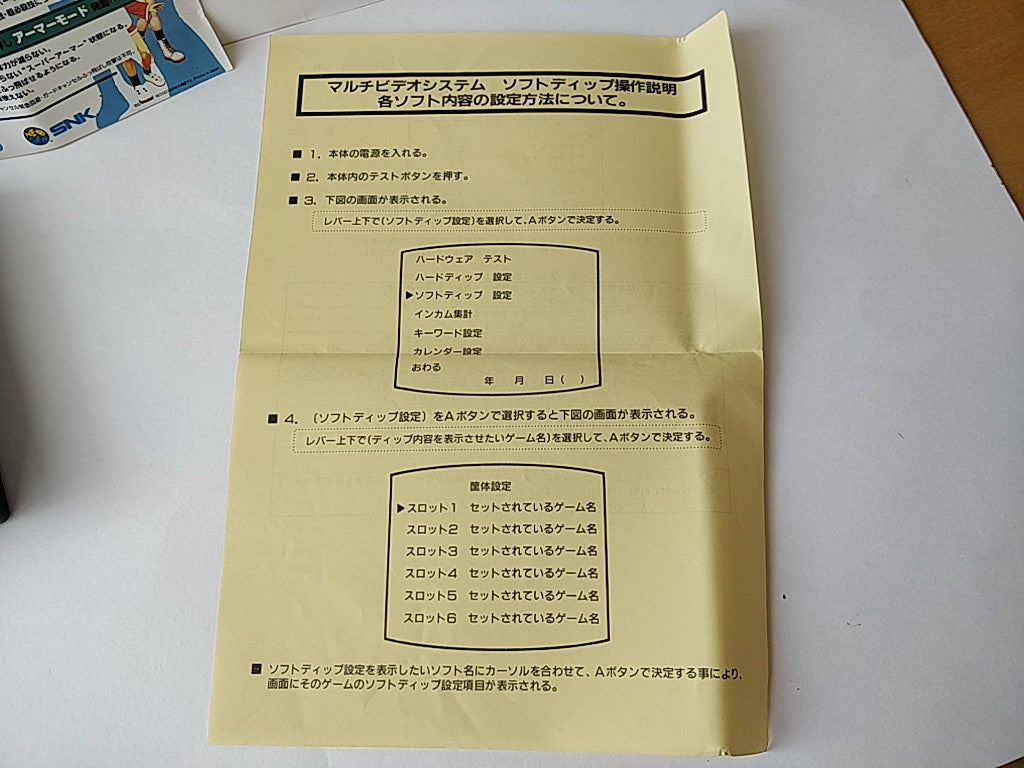 アーマーモード 発動
らない"スーパーアーマー"状態になる。
SNK
マルチビデオシステム　ソフトディップ操作説明
各ソフト内容の設定方法について。
■ 1．本体の電源を入れる。
■ 2．本体内のテストボタンを押す。
■ 3．下図の画面が表示される。
レバー上下で(ソフトディップ設定)を選択して、Aボタンで決定する。
ハードウェア　テスト
ハードディップ　設定
▶ソフトディップ　設定
インカム集計
キーワード設定
カレンダー設定
おわる
年　月　日(　)
■ 4．〔ソフトディップ設定〕をAボタンで選択すると下図の画面が表示される。
レバー上下で(ディップ内容を表示させたいゲーム名)を選択して、Aボタンで決定する。
筐体設定
▶スロット1　セットされているゲーム名
スロット2　セットされているゲーム名
スロット3　セットされているゲーム名
スロット4　セットされているゲーム名
スロット5　セットされているゲーム名
スロット6　セットされているゲーム名
■ ソフトディップ設定を表示したいソフト名にカーソルを合わせて、Aボタンで決定する事により、
画面にそのゲームのソフトディップ設定項目が表示される。